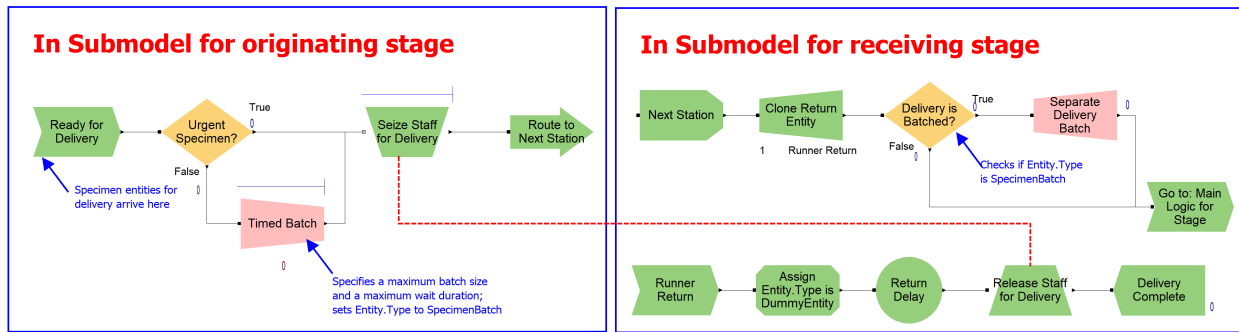 In Submodel for originating stage
Ready for
Delivery
Urgent
Specimen?
True
0
False
0
Seize Staff
for Delivery
Route to
Next Station
Specimen entities for
delivery arrive here
Timed Batch
0
Specifies a maximum batch size
and a maximum wait duration;
sets Entity.Type to SpecimenBatch
In Submodel for receiving stage
Next Station
Clone Return
Entity
1 Runner Return
Delivery is
Batched?
True
0
False
0
Separate
Delivery
Batch
0
Checks if Entity.Type
is SpecimenBatch
Go to: Main
Logic for
Stage
Runner
Return
Assign
Entity.Type is
DummyEntity
Return
Delay
Release Staff
for Delivery
Delivery
Complete
0